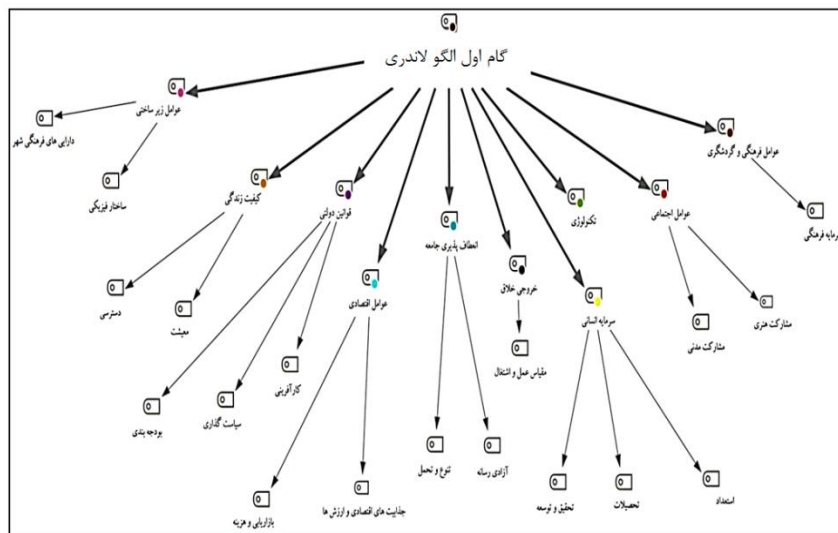 گام اول الگو لاندری
عوامل زیر ساختی
دارایی های فرهنگی شهر
ساختار فیزیکی
کیفیت زندگی
دسترسی
معیشت
قوانین دولتی
بودجه بندی
سیاست گذاری
کارآفرینی
عوامل اقتصادی
بازاریابی و هزینه
جذابیت های اقتصادی و ارزش ها
انعطاف پذیری جامعه
تنوع و تحمل
آزادی رسانه
خروجی خلاق
مقیاس عمل و اشتغال
سرمایه انسانی
تحقیق و توسعه
تحصیلات
استعداد
تکنولوژی
عوامل اجتماعی
مشارکت مدنی
مشارکت هنری
عوامل فرهنگی و گردشگری
سرمایه فرهنگی